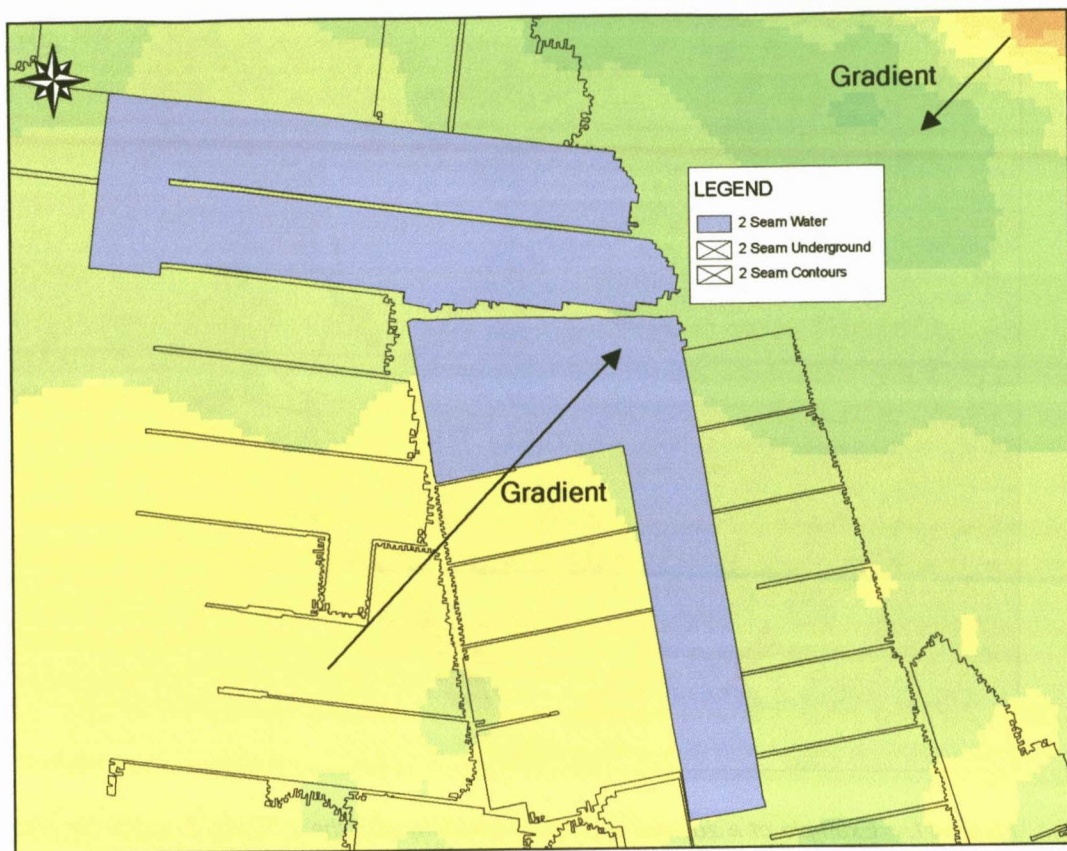 Gradient
LEGEND
2 Seam Water
2 Seam Underground
2 Seam Contours
Gradient